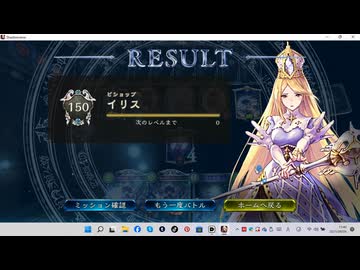 RESULT
ビショップ
150
イリス
次のレベルまで 0
ミッション確認
もう一度バトル
ホームへ戻る